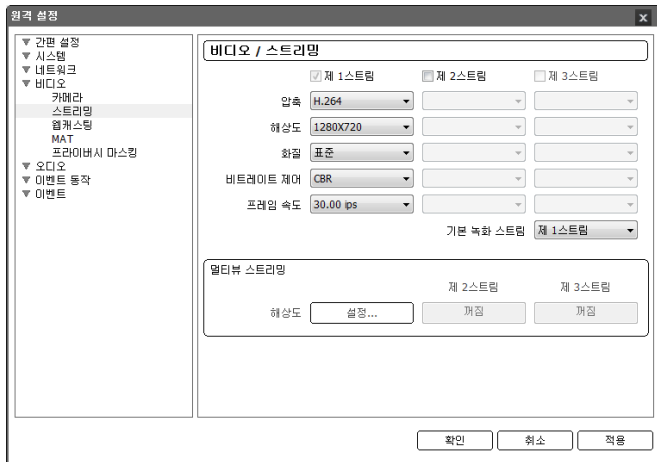 원격 설정
x
간편 설정
시스템
네트워크
비디오
카메라
스트리밍
웹캐스팅
MAT
프라이버시 마스킹
오디오
이벤트 동작
이벤트
비디오 / 스트리밍
제 1스트림 제 2스트림 제 3스트림
압축 H.264
해상도 1280X720
화질 표준
비트레이트 제어 CBR
프레임 속도 30.00 ips
기본 녹화 스트림 제 1스트림
멀티뷰 스트리밍
제 2스트림 제 3스트림
해상도 설정... 꺼짐 꺼짐
확인 취소 적용